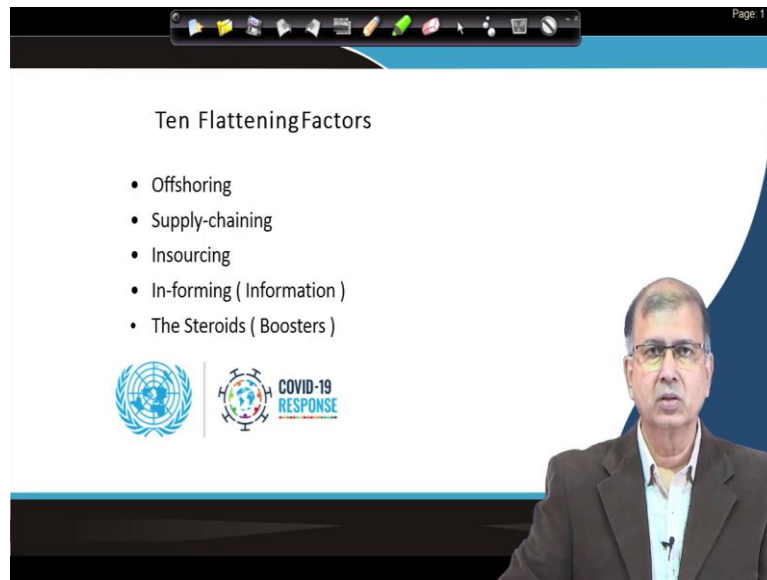 Page: 1
Ten FlatteningFactors
• Offshoring
• Supply-chaining
• Insourcing
• In-forming ( Information )
• The Steroids ( Boosters )
COVID-19
RESPONSE